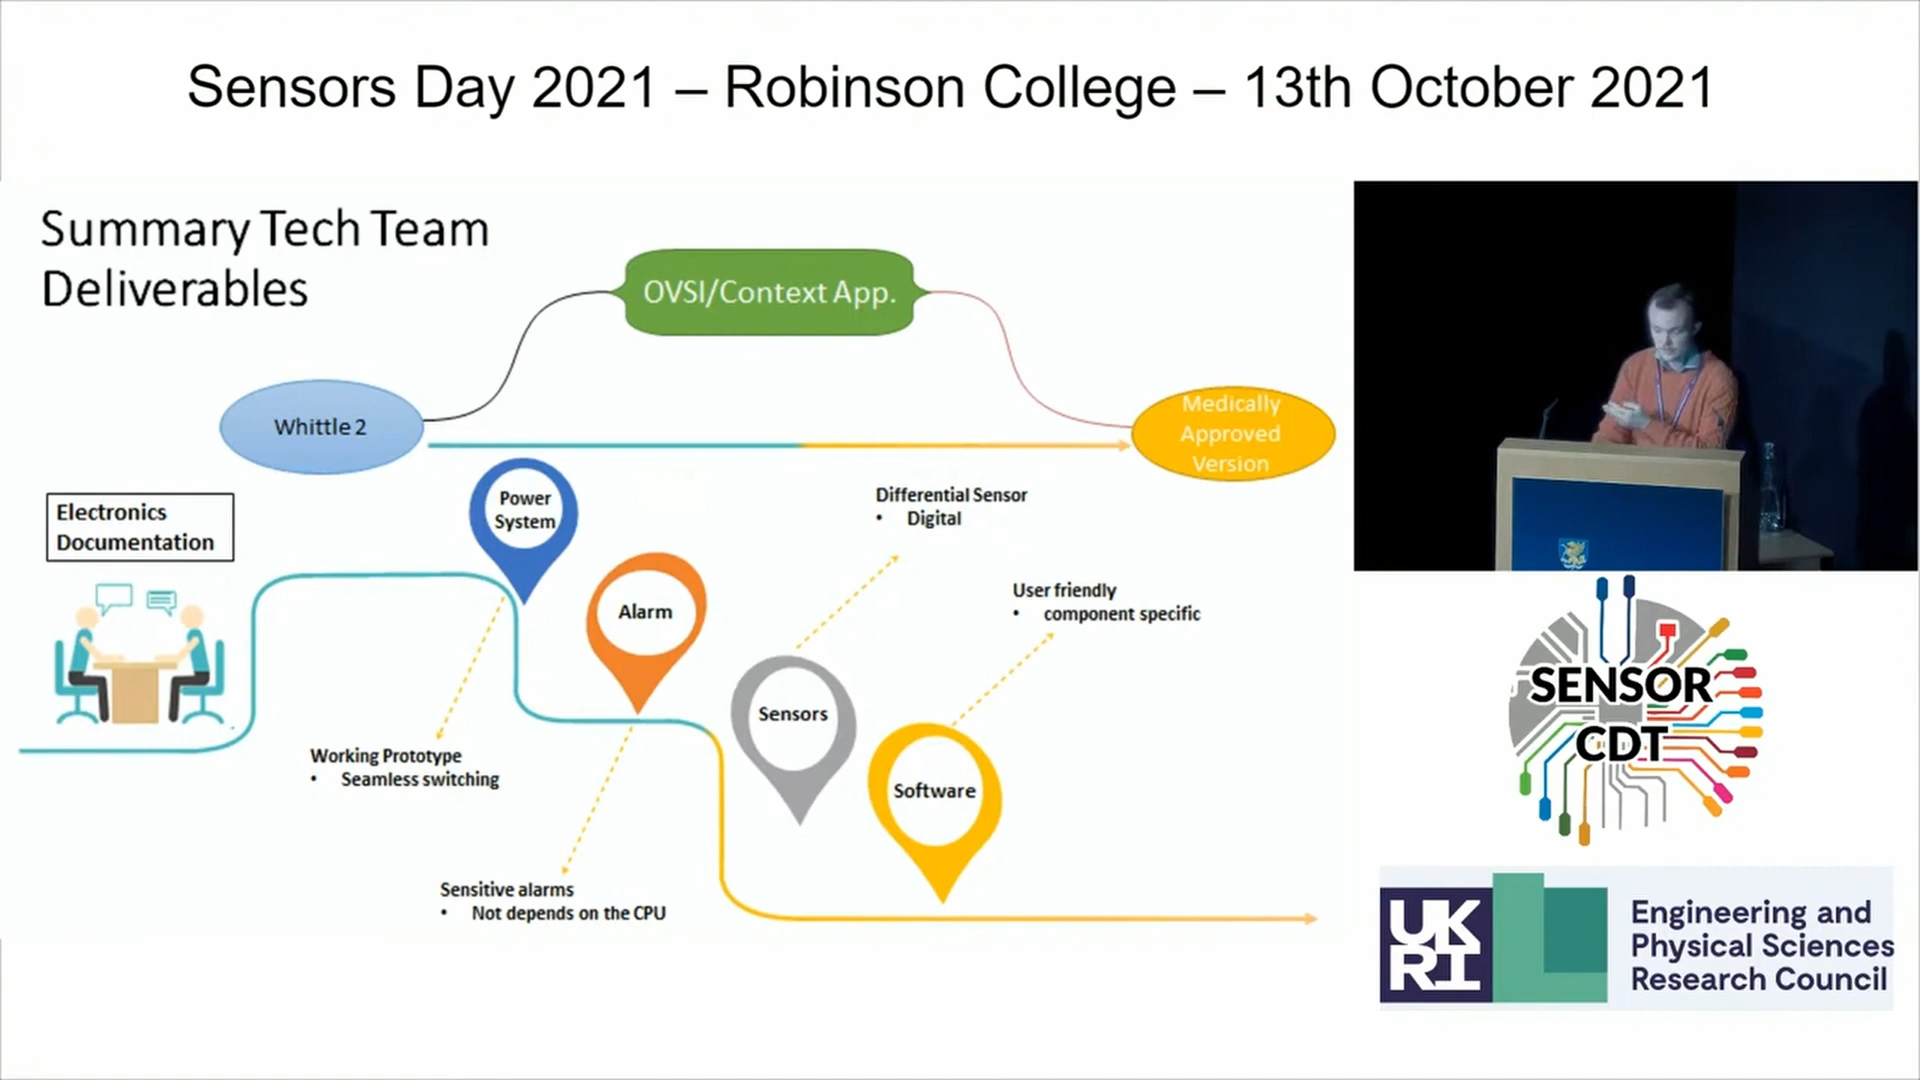 Sensors Day 2021 – Robinson College – 13th October 2021
Summary Tech Team
Deliverables
OVSI/Context App.
Whittle 2
Medically
Approved
Version
Electronics
Documentation
Power
System
Alarm
Sensors
Software
Differential Sensor
• Digital
User friendly
• component specific
Working Prototype
• Seamless switching
Sensitive alarms
• Not depends on the CPU
SENSOR
CDT
UK
RI
Engineering and
Physical Sciences
Research Council